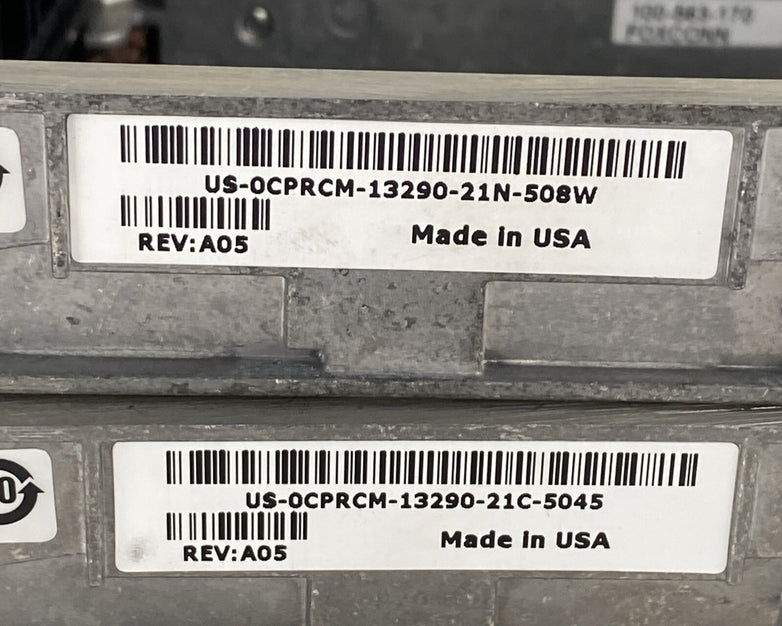 100-563-170
FOXCONN
US-0CPRCM-13290-21N-508W
REV:A05
Made in USA
US-0CPRCM-13290-21C-5045
REV:A05
Made in USA